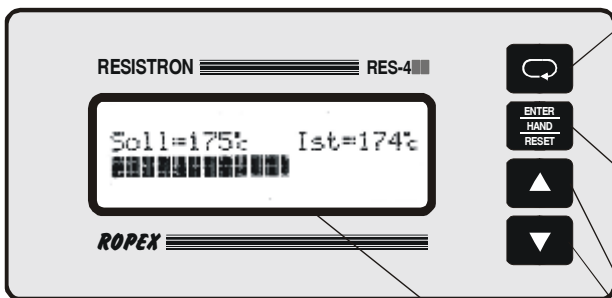 RESISTRON RES-4
Soll=175℃ Ist=174℃
ROPEX
ENTER
HAND
RESET